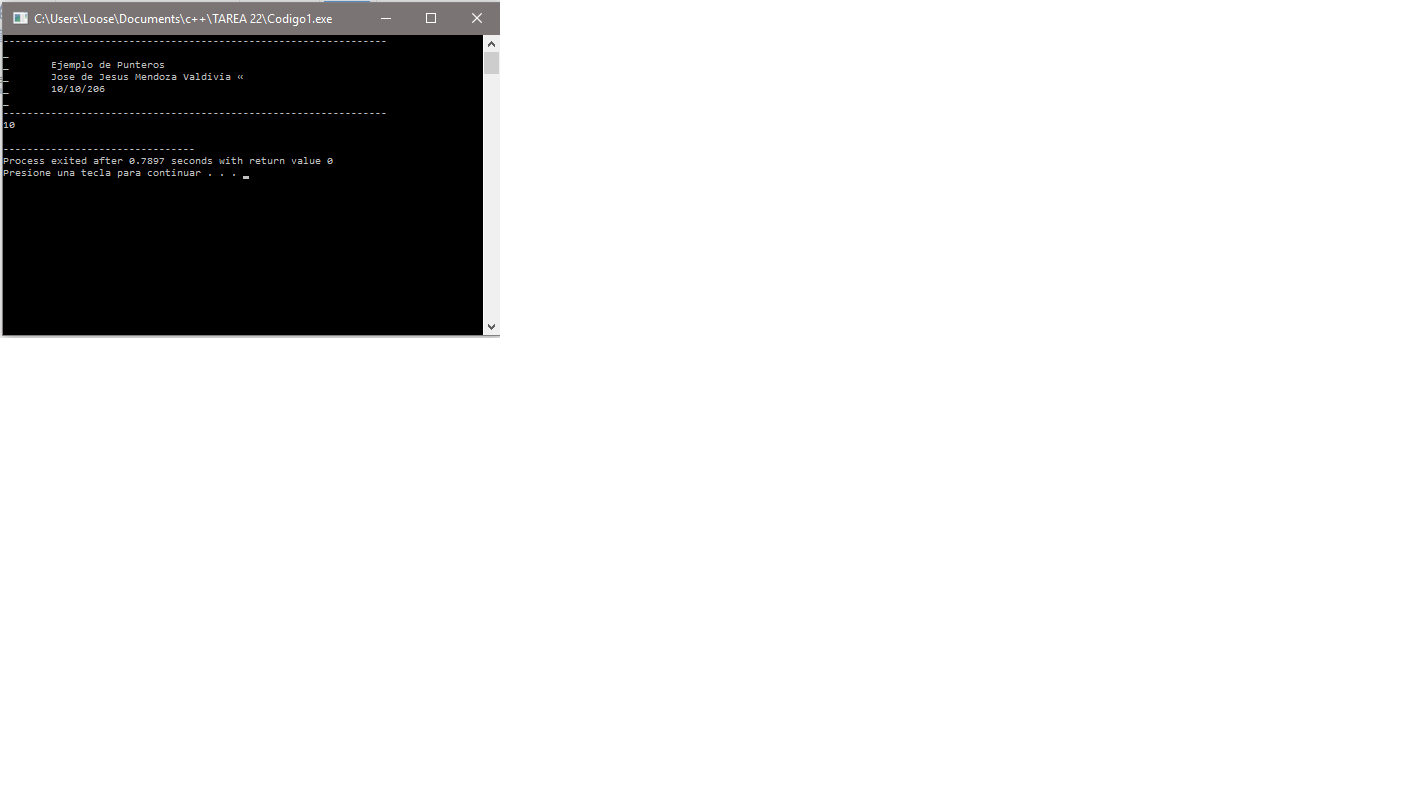 C:\Users\Loose\Documents\c++\TAREA 22\Codigo1.exe
----------------------------------------------------------------
_
_ Ejemplo de Punteros
_ Jose de Jesus Mendoza Valdivia «
_ 10/10/206
_
----------------------------------------------------------------
10
--------------------------------
Process exited after 0.7897 seconds with return value 0
Presione una tecla para continuar . . . _